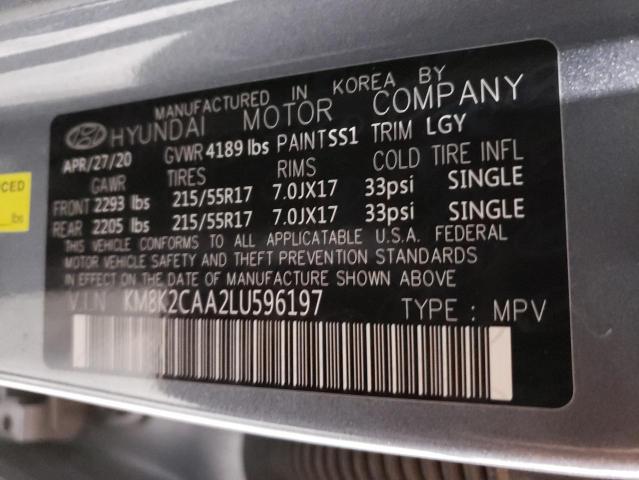 MANUFACTURED IN KOREA BY
HYUNDAI MOTOR COMPANY
APR/27/20 GVWR 4189 lbs PAINT SS1 TRIM LGY
GAWR TIRES RIMS COLD TIRE INFL
FRONT 2293 lbs 215/55R17 7.0JX17 33psi SINGLE
REAR 2205 lbs 215/55R17 7.0JX17 33psi SINGLE
THIS VEHICLE CONFORMS TO ALL APPLICATABLE U.S.A. FEDERAL
MOTOR VEHICLE SAFETY AND THEFT PREVENTION STANDARDS
IN EFFECT ON THE DATE OF MANUFACTURE SHOWN ABOVE.
V.I.N KM8K2CAA2LU596197 TYPE : MPV
lbs